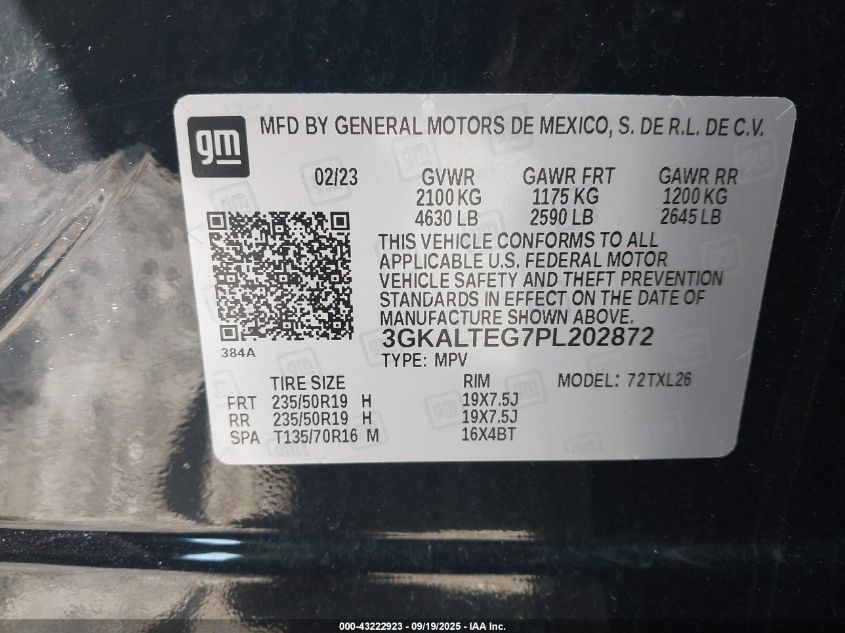 gm
MFD BY GENERAL MOTORS DE MEXICO, S. DE R.L. DE C.V.
02/23 GVWR GAWR FRT GAWR RR
2100 KG 1175 KG 1200 KG
4630 LB 2590 LB 2645 LB
THIS VEHICLE CONFORMS TO ALL
APPLICABLE U.S. FEDERAL MOTOR
VEHICLE SAFETY AND THEFT PREVENTION
STANDARDS IN EFFECT ON THE DATE OF
MANUFACTURE SHOWN ABOVE.
384A
3GKALTEG7PL202872
TYPE: MPV
TIRE SIZE RIM MODEL: 72TXL26
FRT 235/50R19 H 19X7.5J
RR 235/50R19 H 19X7.5J
SPA T135/70R16 M 16X4BT
000-43222923 - 09/19/2025 - IAA Inc.